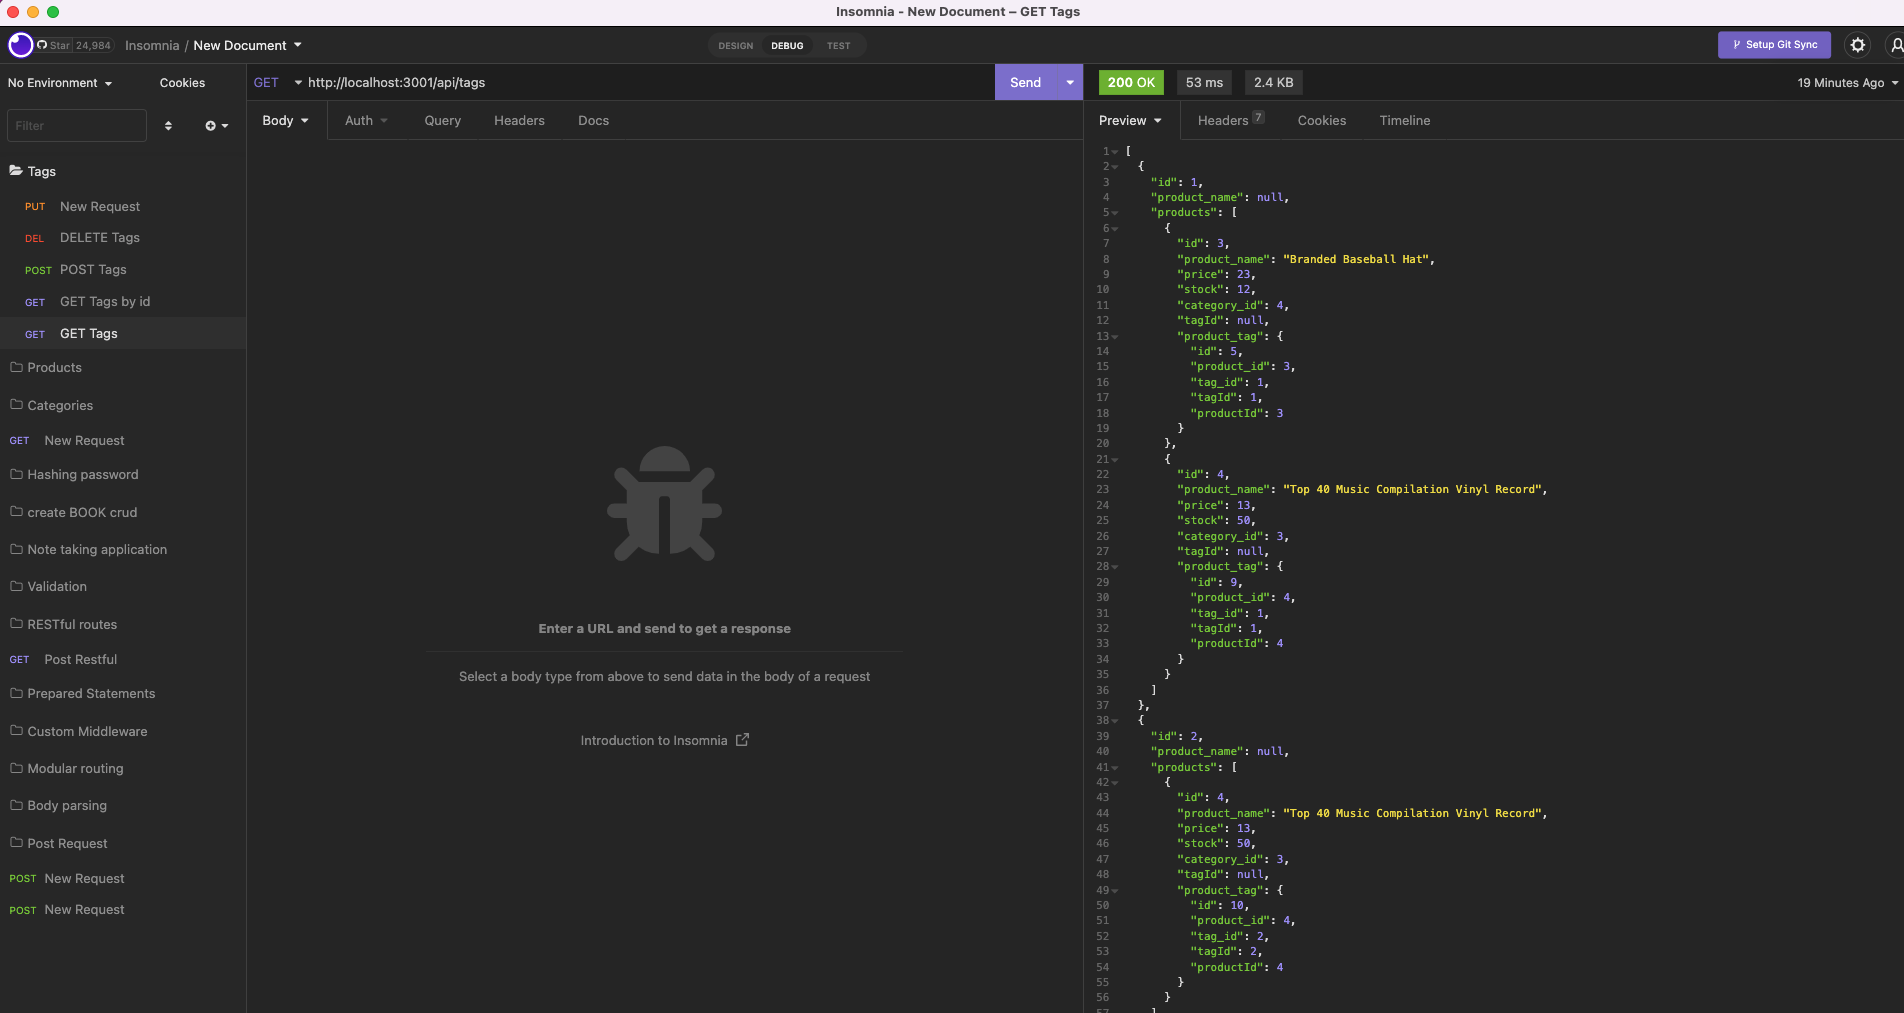 Insomnia - New Document – GET Tags
Star 24,984
Insomnia / New Document
DESIGN DEBUG TEST
Setup Git Sync
No Environment Cookies
Filter
Tags
PUT New Request
DEL DELETE Tags
POST POST Tags
GET GET Tags by id
GET GET Tags
Products
Categories
GET New Request
Hashing password
create BOOK crud
Note taking application
Validation
RESTful routes
GET Post Restful
Prepared Statements
Custom Middleware
Modular routing
Body parsing
Post Request
POST New Request
POST New Request
GET http://localhost:3001/api/tags Send
Body Auth Query Headers Docs
Enter a URL and send to get a response
Select a body type from above to send data in the body of a request
Introduction to Insomnia
200 OK 53 ms 2.4 KB 19 Minutes Ago
Preview Headers 7 Cookies Timeline
1 [
2 {
3 "id": 1,
4 "product_name": null,
5 "products": [
6 {
7 "id": 3,
8 "product_name": "Branded Baseball Hat",
9 "price": 23,
10 "stock": 12,
11 "category_id": 4,
12 "tagId": null,
13 "product_tag": {
14 "id": 5,
15 "product_id": 3,
16 "tag_id": 1,
17 "tagId": 1,
18 "productId": 3
19 }
20 },
21 {
22 "id": 4,
23 "product_name": "Top 40 Music Compilation Vinyl Record",
24 "price": 13,
25 "stock": 50,
26 "category_id": 3,
27 "tagId": null,
28 "product_tag": {
29 "id": 9,
30 "product_id": 4,
31 "tag_id": 1,
32 "tagId": 1,
33 "productId": 4
34 }
35 }
36 ]
37 },
38 {
39 "id": 2,
40 "product_name": null,
41 "products": [
42 {
43 "id": 4,
44 "product_name": "Top 40 Music Compilation Vinyl Record",
45 "price": 13,
46 "stock": 50,
47 "category_id": 3,
48 "tagId": null,
49 "product_tag": {
50 "id": 10,
51 "product_id": 4,
52 "tag_id": 2,
53 "tagId": 2,
54 "productId": 4
55 }
56 }
57 ]